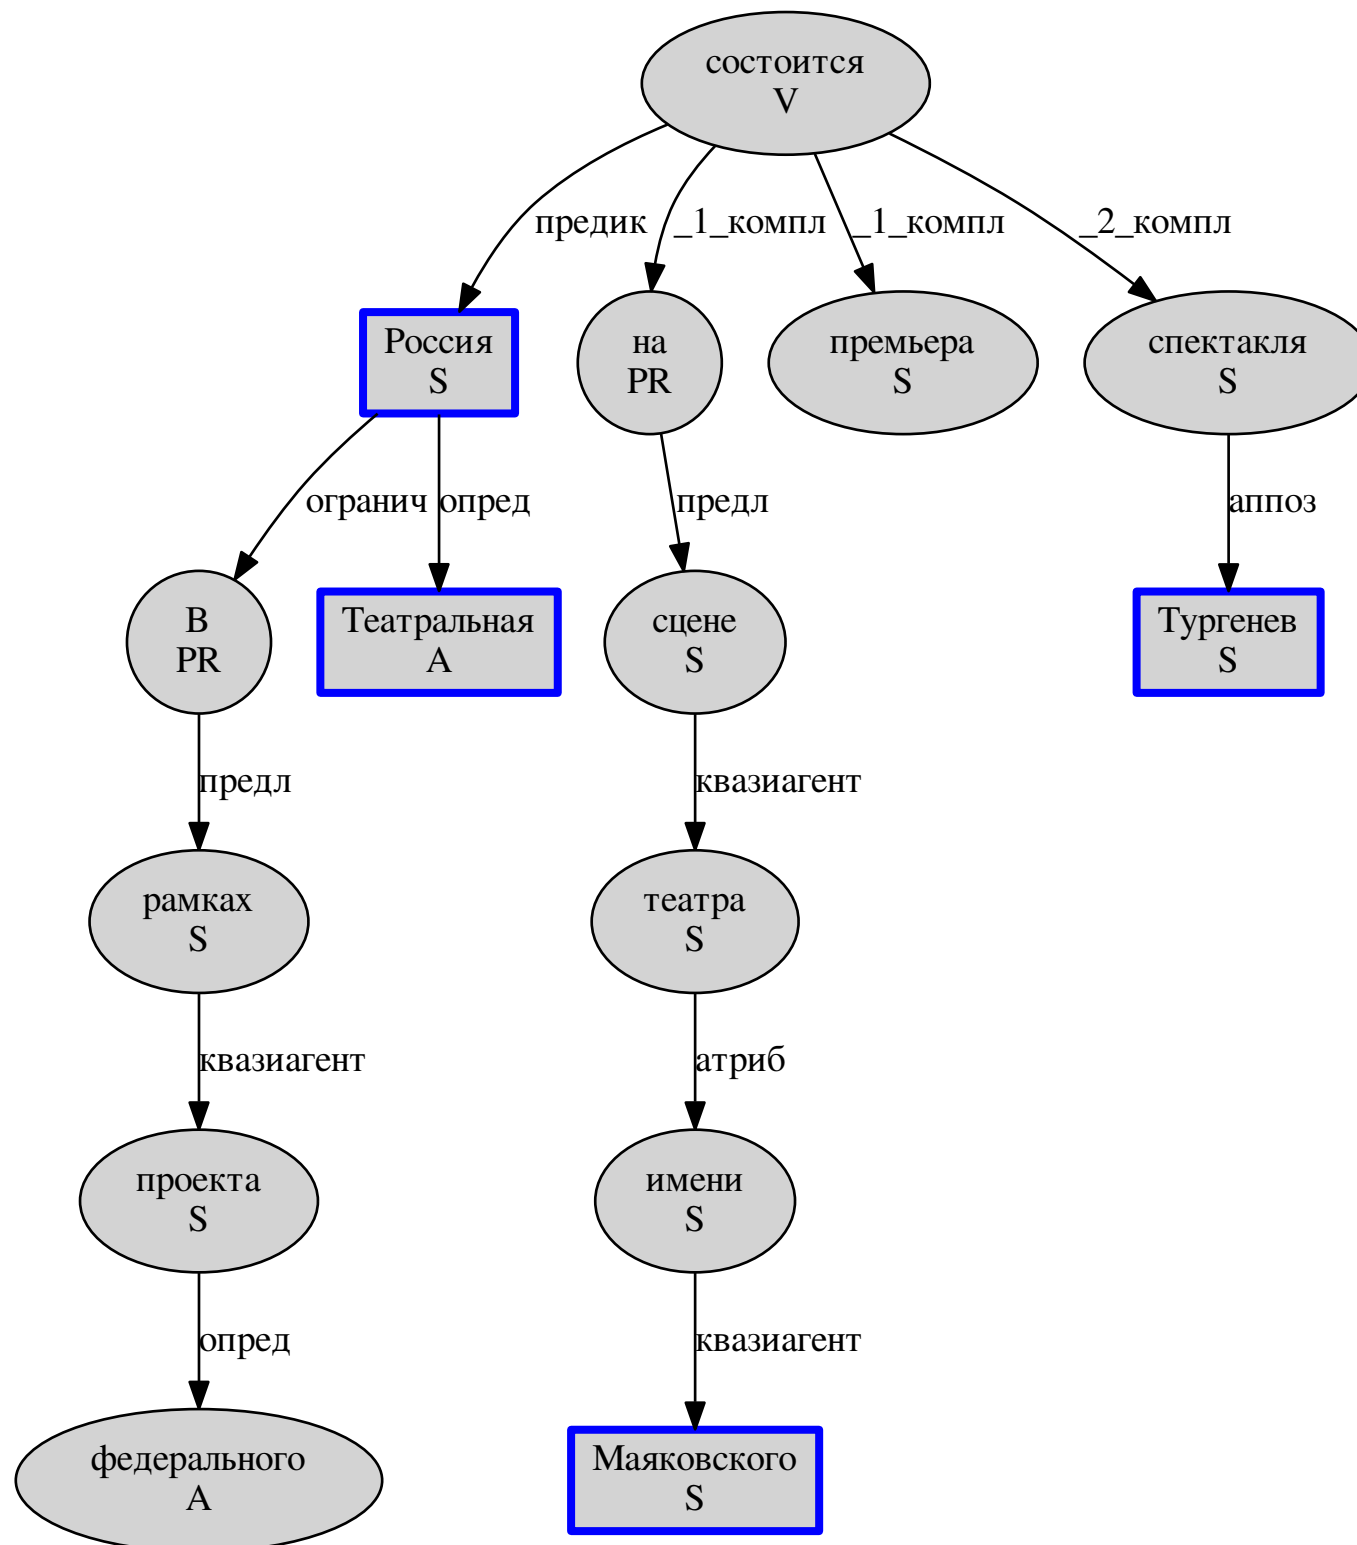 состоится
V
предик
_1_компл
_1_компл
_2_компл
Россия
S
на
PR
премьера
S
спектакля
S
огранич
опред
предл
аппоз
В
PR
Театральная
A
сцене
S
Тургенев
S
предл
квазиагент
рамках
S
театра
S
квазиагент
атриб
проекта
S
имени
S
опред
квазиагент
федерального
A
Маяковского
S